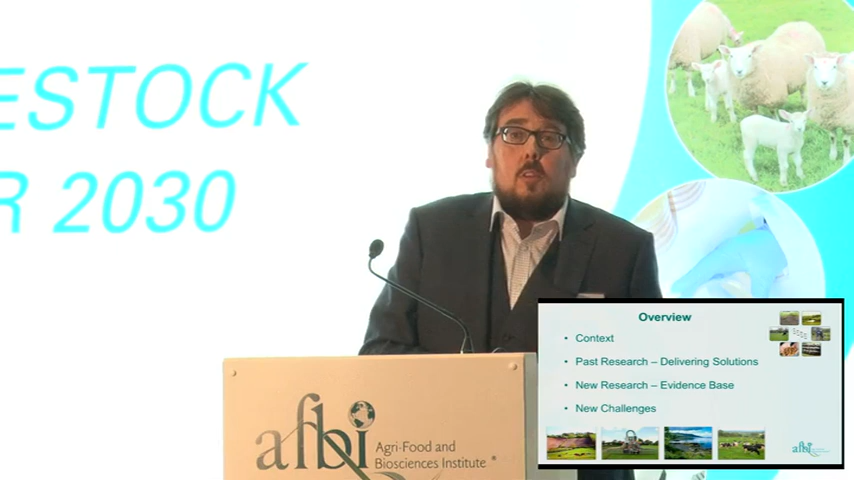 ESTOCK
R 2030
afbi
Agri-Food and
Biosciences Institute
Overview
• Context
• Past Research – Delivering Solutions
• New Research – Evidence Base
• New Challenges
afbi